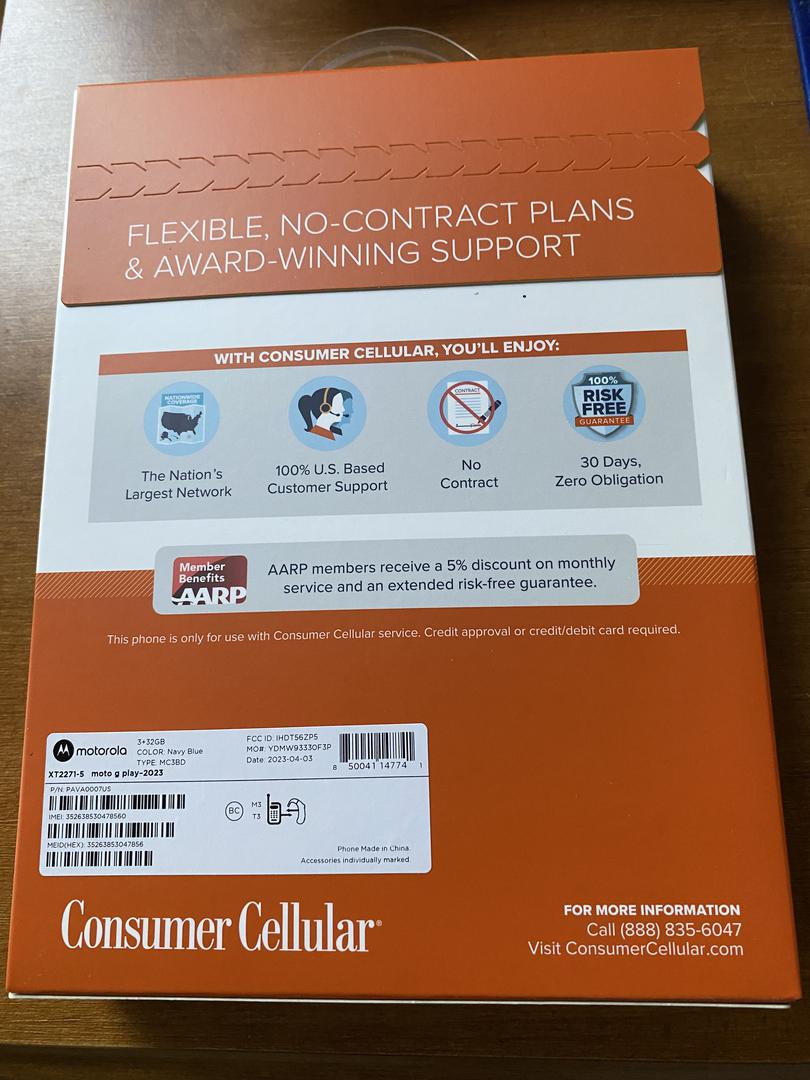 FLEXIBLE, NO-CONTRACT PLANS
& AWARD-WINNING SUPPORT
WITH CONSUMER CELLULAR, YOU'LL ENJOY:
NATIONWIDE
COVERAGE
The Nation's
Largest Network
100% U.S. Based
Customer Support
CONTRACT
No
Contract
100%
RISK
FREE
GUARANTEE
30 Days,
Zero Obligation
Member
Benefits
AARP
AARP members receive a 5% discount on monthly
service and an extended risk-free guarantee.
This phone is only for use with Consumer Cellular service. Credit approval or credit/debit card required.
motorola
3+32GB
COLOR: Navy Blue
TYPE: MC3BD
XT2271-5 moto g play-2023
FCC ID: IHDT56ZP5
MO#: YDMW93330F3P
Date: 2023-04-03
8 50041 14774 1
P/N: PAVA0007US
IMEI: 352638530478560
MEID(HEX): 35263853047856
BC
M3
T3
Phone Made in China.
Accessories individually marked.
Consumer Cellular®
FOR MORE INFORMATION
Call (888) 835-6047
Visit ConsumerCellular.com